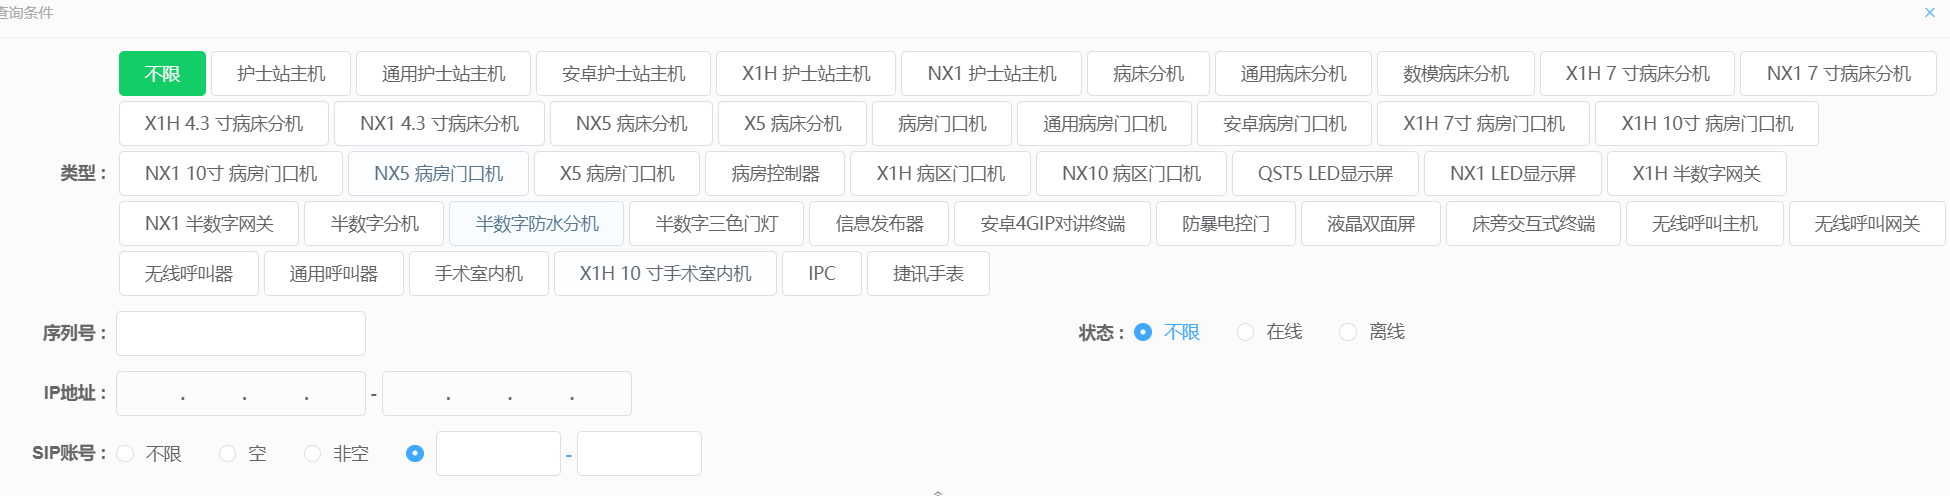 查询条件
不限 护士站主机 通用护士站主机 安卓护士站主机 X1H 护士站主机 NX1 护士站主机 病床分机 通用病床分机 数模病床分机 X1H 7 寸病床分机 NX1 7 寸病床分机
X1H 4.3 寸病床分机 NX1 4.3 寸病床分机 NX5 病床分机 X5 病床分机 病房门口机 通用病房门口机 安卓病房门口机 X1H 7寸 病房门口机 X1H 10寸 病房门口机
类型： NX1 10寸 病房门口机 NX5 病房门口机 X5 病房门口机 病房控制器 X1H 病区门口机 NX10 病区门口机 QST5 LED显示屏 NX1 LED显示屏 X1H 半数字网关
NX1 半数字网关 半数字分机 半数字防水分机 半数字三色门灯 信息发布器 安卓4GIP对讲终端 防暴电控门 液晶双面屏 床旁交互式终端 无线呼叫主机 无线呼叫网关
无线呼叫器 通用呼叫器 手术室内机 X1H 10 寸手术室内机 IPC 捷讯手表
序列号： 状态： 不限 在线 离线
IP地址： . . . - . . .
SIP账号： 不限 空 非空 -